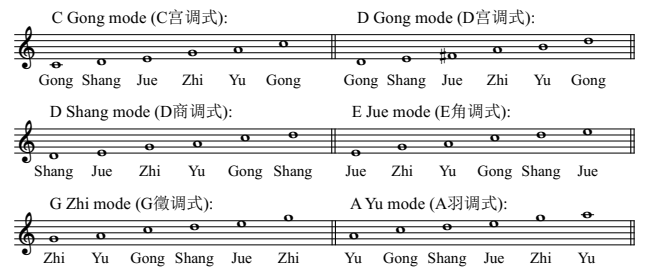 C Gong mode (C宫调式): D Gong mode (D宫调式):
Gong Shang Jue Zhi Yu Gong Gong Shang Jue Zhi Yu Gong
D Shang mode (D商调式): E Jue mode (E角调式):
Shang Jue Zhi Yu Gong Shang Jue Zhi Yu Gong Shang Jue
G Zhi mode (G徵调式): A Yu mode (A羽调式):
Zhi Yu Gong Shang Jue Zhi Yu Gong Shang Jue Zhi Yu